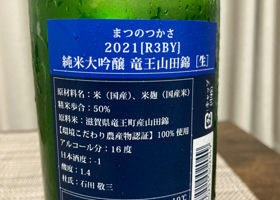 まつのつかさ
2021[R3BY]
純米大吟醸 竜王山田錦 [生]
原材料名：米（国産）、米麹（国産米）
精米歩合：50%
原料米：滋賀県竜王町産山田錦
【環境こだわり農産物認証】100%使用
アルコール分：16度
日本酒度：-1
酸度：1.4
杜氏：石田 敬三